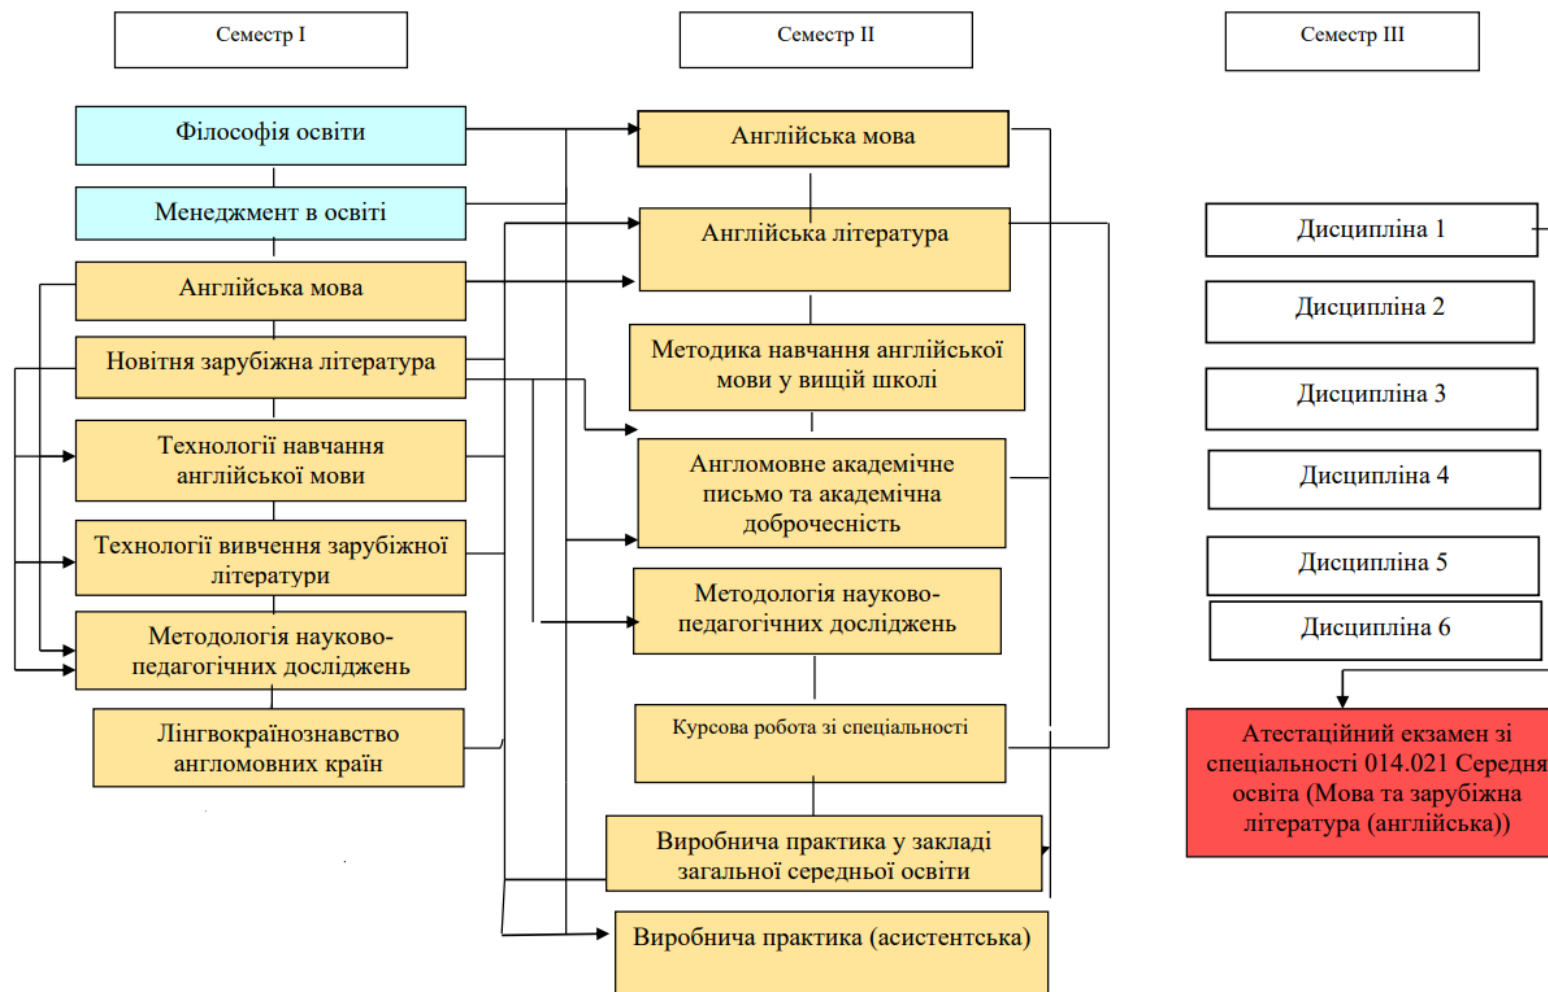 Семестр I
Семестр II
Семестр III
Філософія освіти
Менеджмент в освіті
Англійська мова
Новітня зарубіжна література
Технології навчання
англійської мови
Технології вивчення зарубіжної
літератури
Методологія науково-
педагогічних досліджень
Лінгвокраїнознавство
англомовних країн
Англійська мова
Англійська література
Методика навчання англійської
мови у вищій школі
Англомовне академічне
письмо та академічна
доброчесність
Методологія науково-
педагогічних досліджень
Курсова робота зі спеціальності
Виробнича практика у закладі
загальної середньої освіти
Виробнича практика (асистентська)
Дисципліна 1
Дисципліна 2
Дисципліна 3
Дисципліна 4
Дисципліна 5
Дисципліна 6
Атестаційний екзамен зі
спеціальності 014.021 Середня
освіта (Мова та зарубіжна
література (англійська))